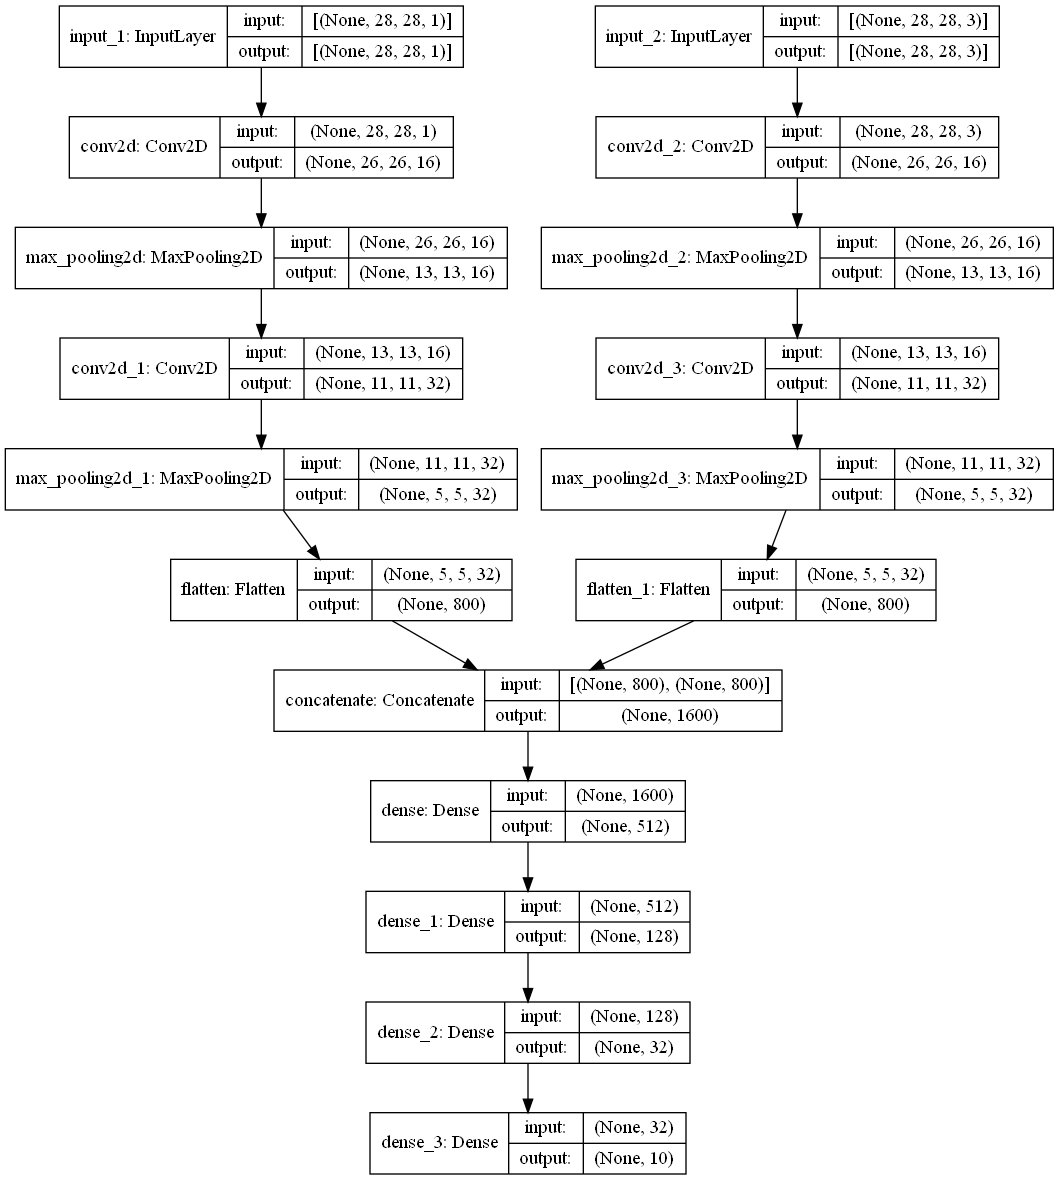 input_1: InputLayer
input:
[(None, 28, 28, 1)]
output:
[(None, 28, 28, 1)]
input_2: InputLayer
input:
[(None, 28, 28, 3)]
output:
[(None, 28, 28, 3)]
conv2d: Conv2D
input:
(None, 28, 28, 1)
output:
(None, 26, 26, 16)
conv2d_2: Conv2D
input:
(None, 28, 28, 3)
output:
(None, 26, 26, 16)
max_pooling2d: MaxPooling2D
input:
(None, 26, 26, 16)
output:
(None, 13, 13, 16)
max_pooling2d_2: MaxPooling2D
input:
(None, 26, 26, 16)
output:
(None, 13, 13, 16)
conv2d_1: Conv2D
input:
(None, 13, 13, 16)
output:
(None, 11, 11, 32)
conv2d_3: Conv2D
input:
(None, 13, 13, 16)
output:
(None, 11, 11, 32)
max_pooling2d_1: MaxPooling2D
input:
(None, 11, 11, 32)
output:
(None, 5, 5, 32)
max_pooling2d_3: MaxPooling2D
input:
(None, 11, 11, 32)
output:
(None, 5, 5, 32)
flatten: Flatten
input:
(None, 5, 5, 32)
output:
(None, 800)
flatten_1: Flatten
input:
(None, 5, 5, 32)
output:
(None, 800)
concatenate: Concatenate
input:
[(None, 800), (None, 800)]
output:
(None, 1600)
dense: Dense
input:
(None, 1600)
output:
(None, 512)
dense_1: Dense
input:
(None, 512)
output:
(None, 128)
dense_2: Dense
input:
(None, 128)
output:
(None, 32)
dense_3: Dense
input:
(None, 32)
output:
(None, 10)